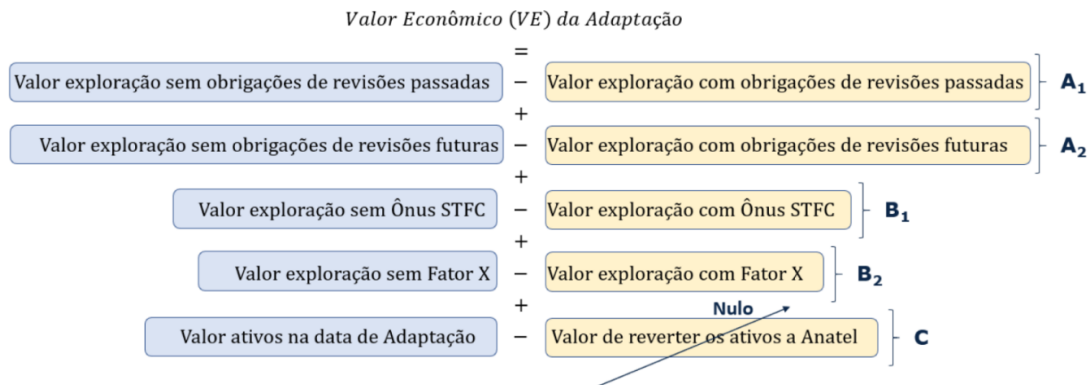 Valor Econômico (VE) da Adaptação
=
Valor exploração sem obrigações de revisões passadas − Valor exploração com obrigações de revisões passadas A₁
+
Valor exploração sem obrigações de revisões futuras − Valor exploração com obrigações de revisões futuras A₂
+
Valor exploração sem Ônus STFC − Valor exploração com Ônus STFC B₁
+
Valor exploração sem Fator X − Valor exploração com Fator X B₂
+ Nulo
Valor ativos na data de Adaptação − Valor de reverter os ativos a Anatel C